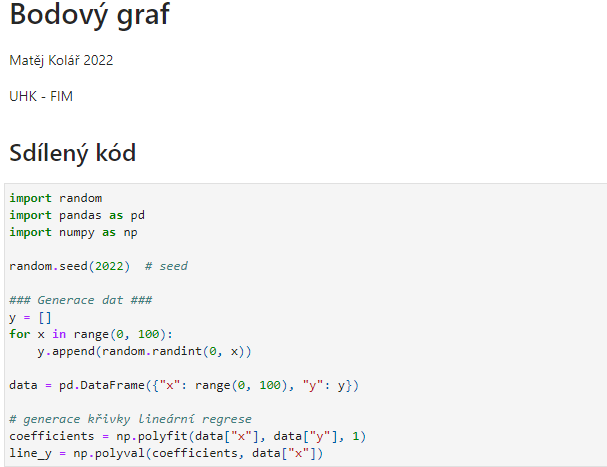 Bodový graf
Matěj Kolář 2022
UHK - FIM
Sdílený kód
import random
import pandas as pd
import numpy as np
random.seed(2022)  # seed
### Generace dat ###
y = []
for x in range(0, 100):
    y.append(random.randint(0, x))
data = pd.DataFrame({"x": range(0, 100), "y": y})
# generace křivky lineární regrese
coefficients = np.polyfit(data["x"], data["y"], 1)
line_y = np.polyval(coefficients, data["x"])